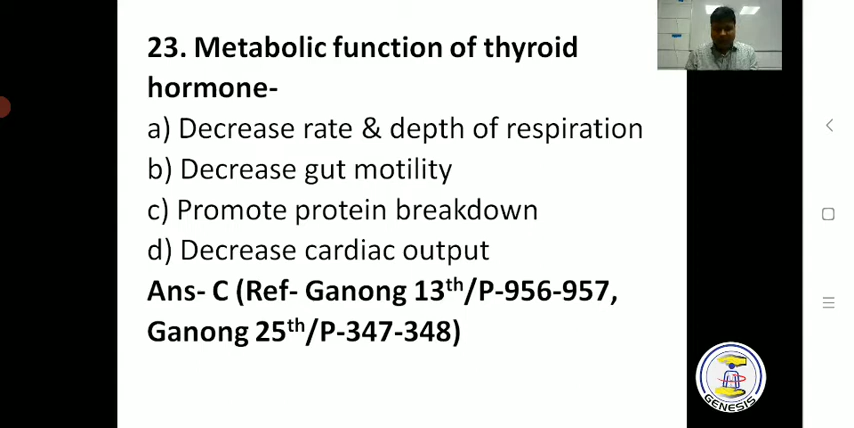 23. Metabolic function of thyroid
hormone-
a) Decrease rate & depth of respiration
b) Decrease gut motility
c) Promote protein breakdown
d) Decrease cardiac output
Ans- C (Ref- Ganong 13th/P-956-957,
Ganong 25th/P-347-348)
GENESIS